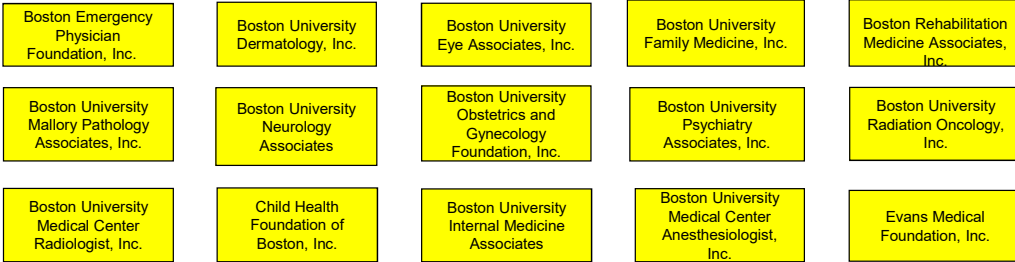 Boston Emergency
Physician
Foundation, Inc.
Boston University
Dermatology, Inc.
Boston University
Eye Associates, Inc.
Boston University
Family Medicine, Inc.
Boston Rehabilitation
Medicine Associates,
Inc.
Boston University
Mallory Pathology
Associates, Inc.
Boston University
Neurology
Associates
Boston University
Obstetrics and
Gynecology
Foundation, Inc.
Boston University
Psychiatry
Associates, Inc.
Boston University
Radiation Oncology,
Inc.
Boston University
Medical Center
Radiologist, Inc.
Child Health
Foundation of
Boston, Inc.
Boston University
Internal Medicine
Associates
Boston University
Medical Center
Anesthesiologist,
Inc.
Evans Medical
Foundation, Inc.